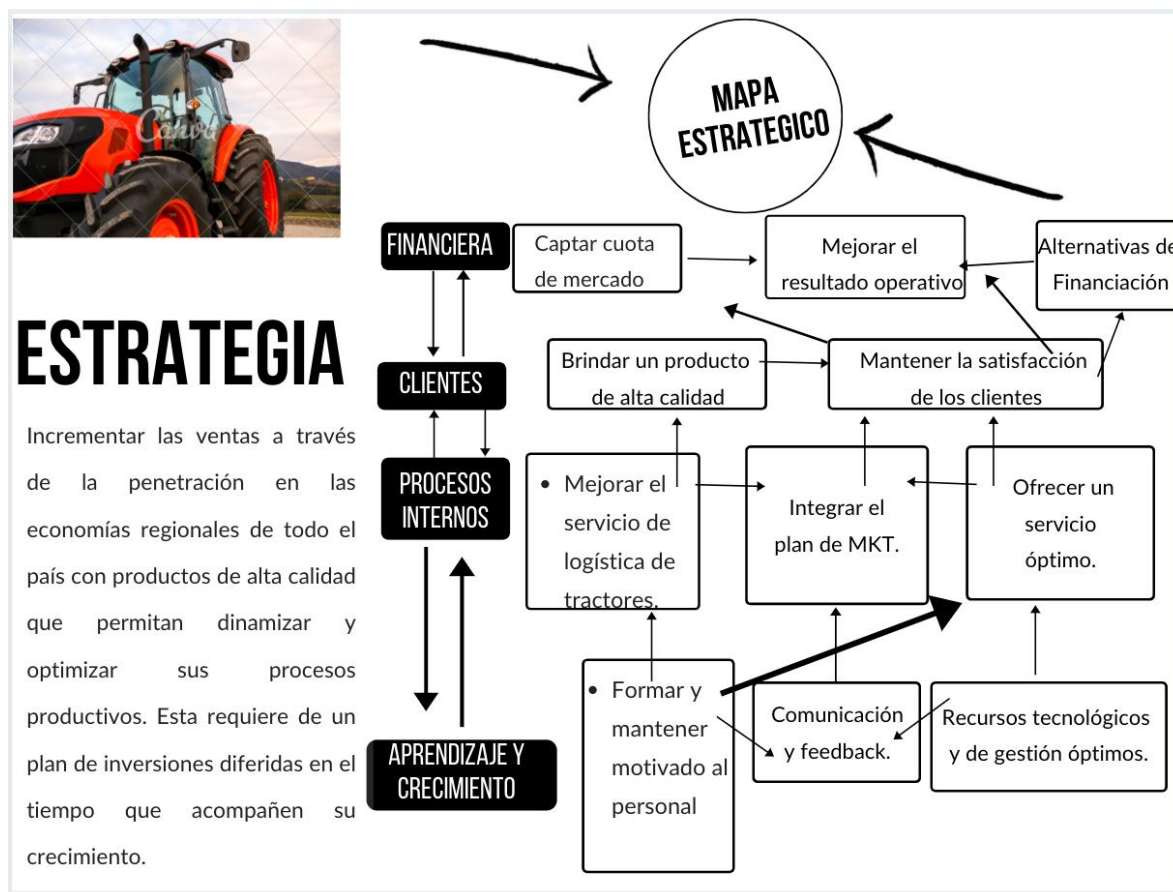 Canva
MAPA
ESTRATEGICO
FINANCIERA
Captar cuota
de mercado
Mejorar el
resultado operativo
Alternativas de
Financiación
ESTRATEGIA
CLIENTES
Brindar un producto
de alta calidad
Mantener la satisfacción
de los clientes
Incrementar las ventas a través
de la penetración en las
economías regionales de todo el
país con productos de alta calidad
que permitan dinamizar y
optimizar sus procesos
productivos. Esta requiere de un
plan de inversiones diferidas en el
tiempo que acompañen su
crecimiento.
PROCESOS
INTERNOS
• Mejorar el
servicio de
logística de
tractores.
Integrar el
plan de MKT.
Ofrecer un
servicio
óptimo.
APRENDIZAJE Y
CRECIMIENTO
• Formar y
mantener
motivado al
personal
Comunicación
y feedback.
Recursos tecnológicos
y de gestión óptimos.